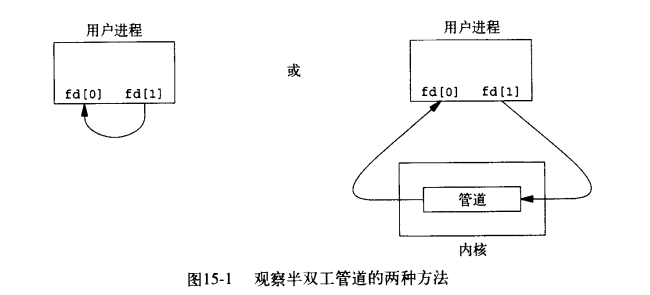 用户进程
fd[0] fd[1]
或
用户进程
fd[0] fd[1]
管道
内核
图15-1 观察半双工管道的两种方法